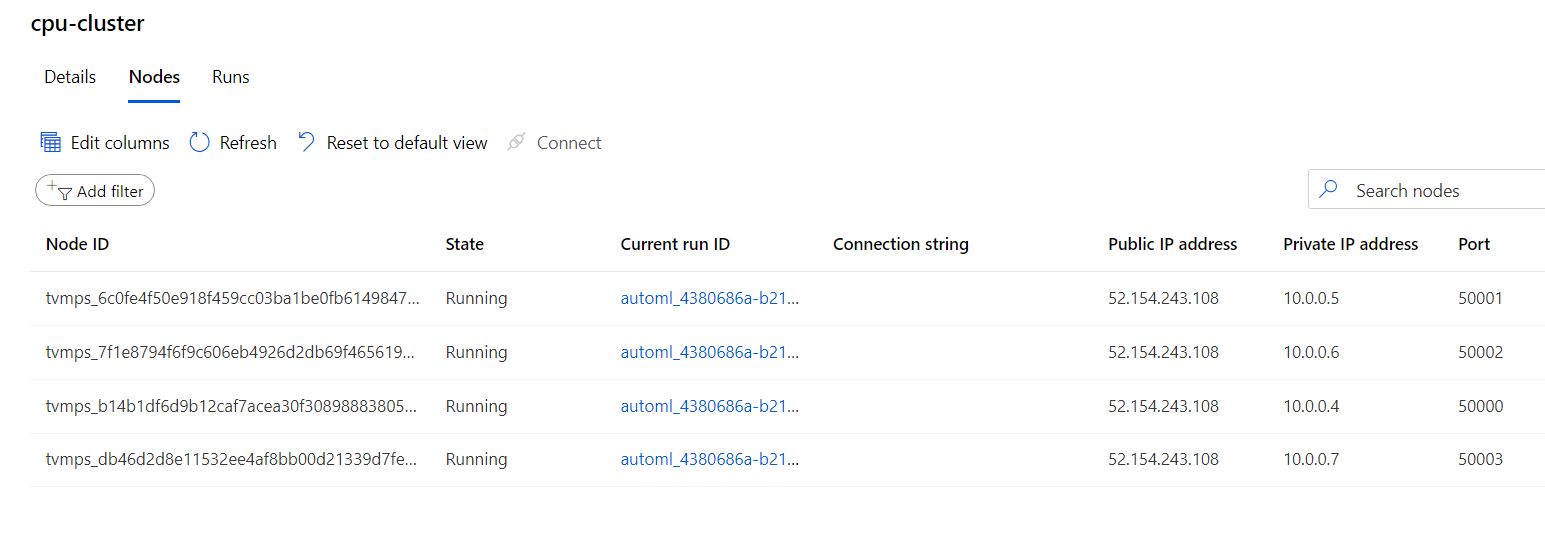 cpu-cluster
Details Nodes Runs
Edit columns Refresh Reset to default view Connect
Add filter Search nodes
Node ID State Current run ID Connection string Public IP address Private IP address Port
tvmps_6c0fe4f50e918f459cc03ba1be0fb6149847... Running automl_4380686a-b21... 52.154.243.108 10.0.0.5 50001
tvmps_7f1e8794f6f9c606eb4926d2db69f465619... Running automl_4380686a-b21... 52.154.243.108 10.0.0.6 50002
tvmps_b14b1df6d9b12caf7acea30f30898883805... Running automl_4380686a-b21... 52.154.243.108 10.0.0.4 50000
tvmps_db46d2d8e11532ee4af8bb00d21339d7fe... Running automl_4380686a-b21... 52.154.243.108 10.0.0.7 50003